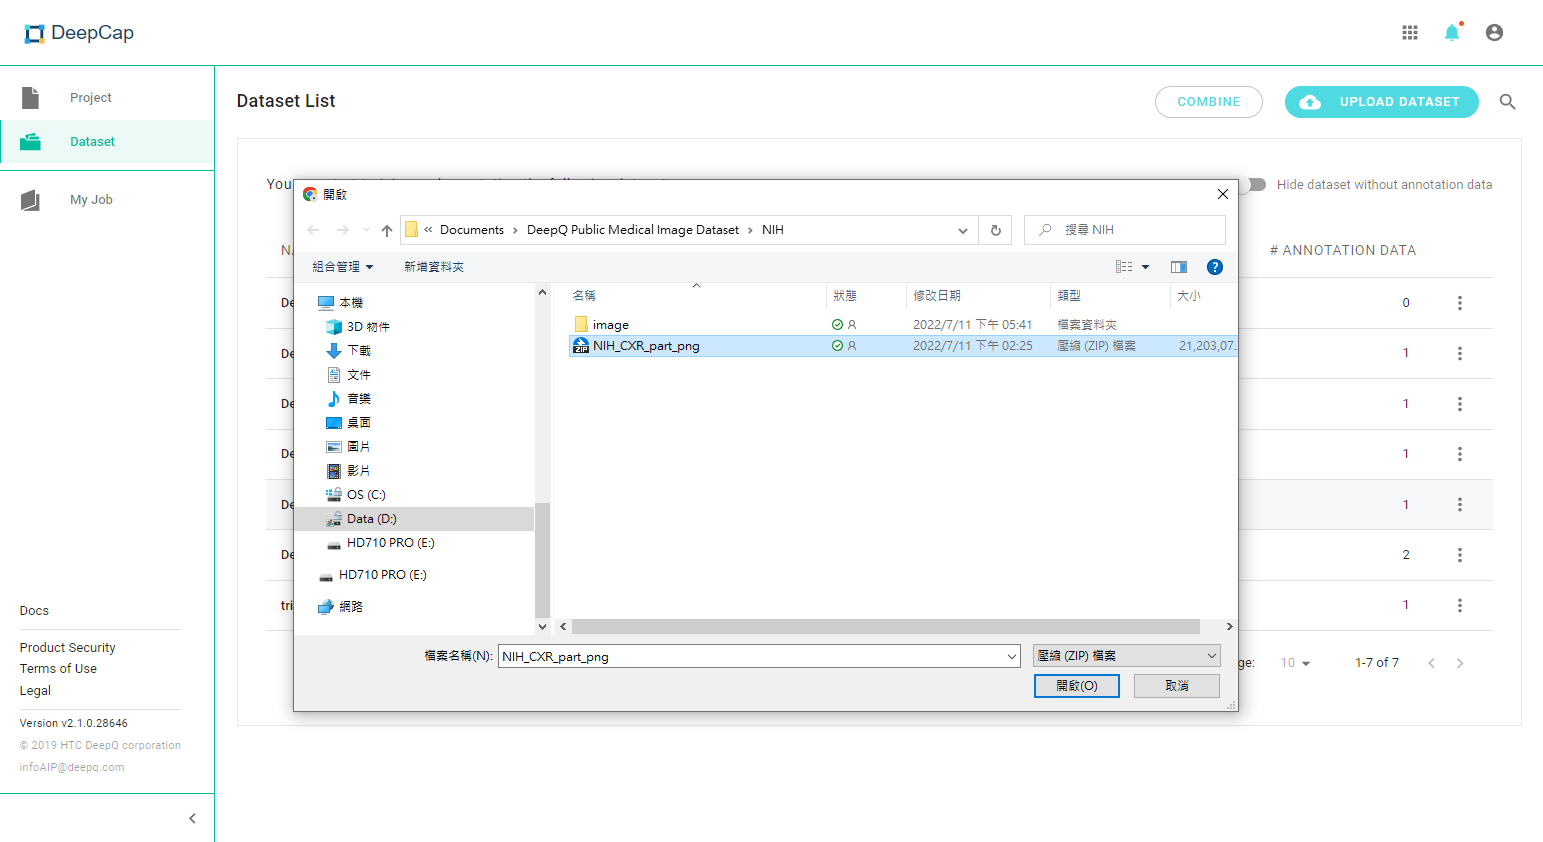 DeepCap
Project
Dataset
My Job
Docs
Product Security
Terms of Use
Legal
Version v2.1.0.28646
© 2019 HTC DeepQ corporation
infoAIP@deepq.com
Dataset List
COMBINE
UPLOAD DATASET
You
Hide dataset without annotation data
# ANNOTATION DATA
De 0
De 1
De 1
De 1
De 1
De 2
tri 1
ge: 10 1-7 of 7
開啟
« Documents › DeepQ Public Medical Image Dataset › NIH
搜尋 NIH
組合管理 新增資料夾
本機
3D 物件
下載
文件
音樂
桌面
圖片
影片
OS (C:)
Data (D:)
HD710 PRO (E:)
HD710 PRO (E:)
網路
名稱 狀態 修改日期 類型 大小
image 2022/7/11 下午 05:41 檔案資料夾
NIH_CXR_part_png 2022/7/11 下午 02:25 壓縮 (ZIP) 檔案 21,203,07...
檔案名稱(N): NIH_CXR_part_png 壓縮 (ZIP) 檔案
開啟(O) 取消